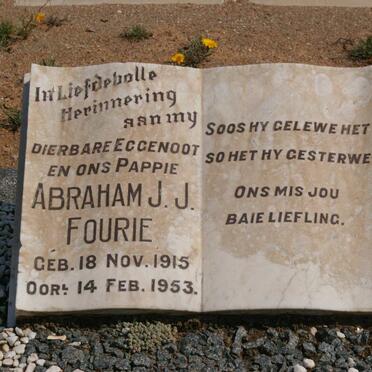 In Liefdevolle
Herinnering
aan my
DIERBARE EGGENOOT
EN ONS PAPPIE
ABRAHAM J. J.
FOURIE
GEB. 18 NOV. 1915
OORL 14 FEB. 1953.
SOOS HY GELEWE HET
SO HET HY GESTERWE
ONS MIS JOU
BAIE LIEFLING.